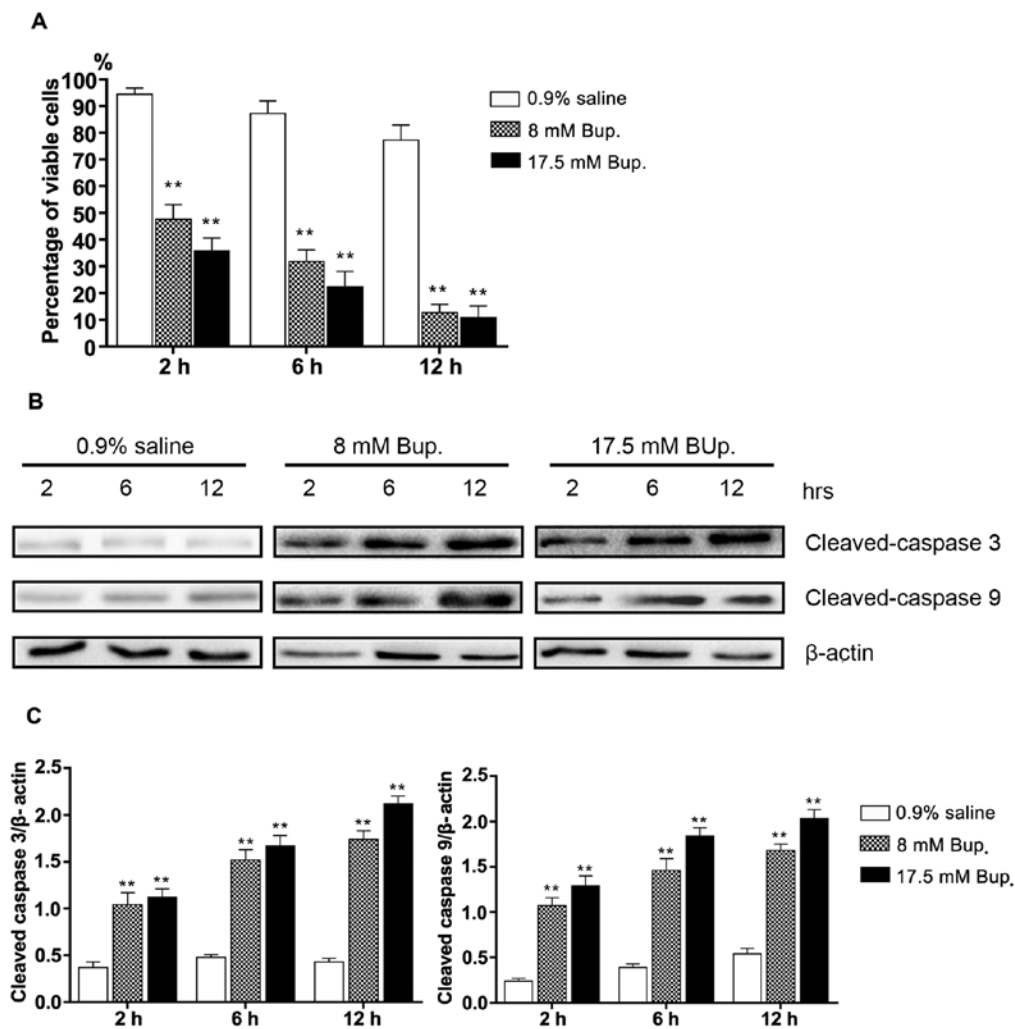 A
%
Percentage of viable cells
100
90
80
70
60
50
40
30
20
10
0
** ** ** ** ** **
2 h 6 h 12 h
0.9% saline
8 mM Bup.
17.5 mM Bup.
B
0.9% saline 8 mM Bup. 17.5 mM BUp.
2 6 12 2 6 12 2 6 12 hrs
Cleaved-caspase 3
Cleaved-caspase 9
β-actin
C
Cleaved caspase 3/β- actin
2.5
2.0
1.5
1.0
0.5
0.0
** ** ** ** ** **
2 h 6 h 12 h
Cleaved caspase 9/β-actin
2.5
2.0
1.5
1.0
0.5
0.0
** ** ** ** ** **
2 h 6 h 12 h
0.9% saline
8 mM Bup.
17.5 mM Bup.